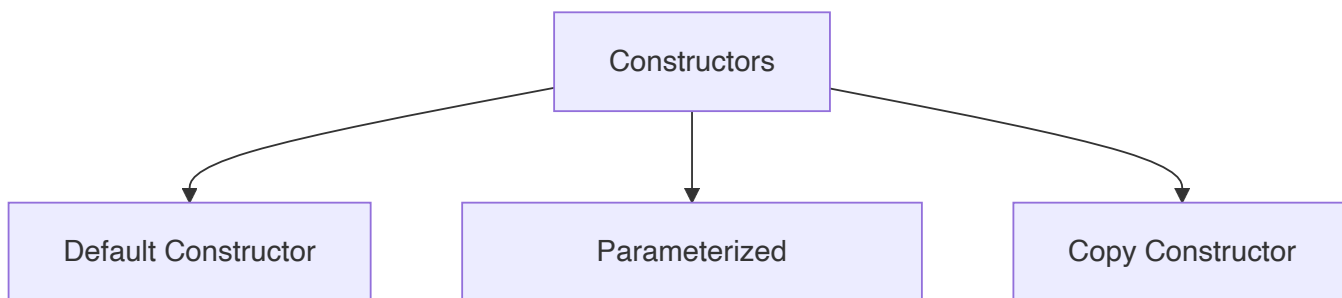 Constructors
Default Constructor
Parameterized
Copy Constructor